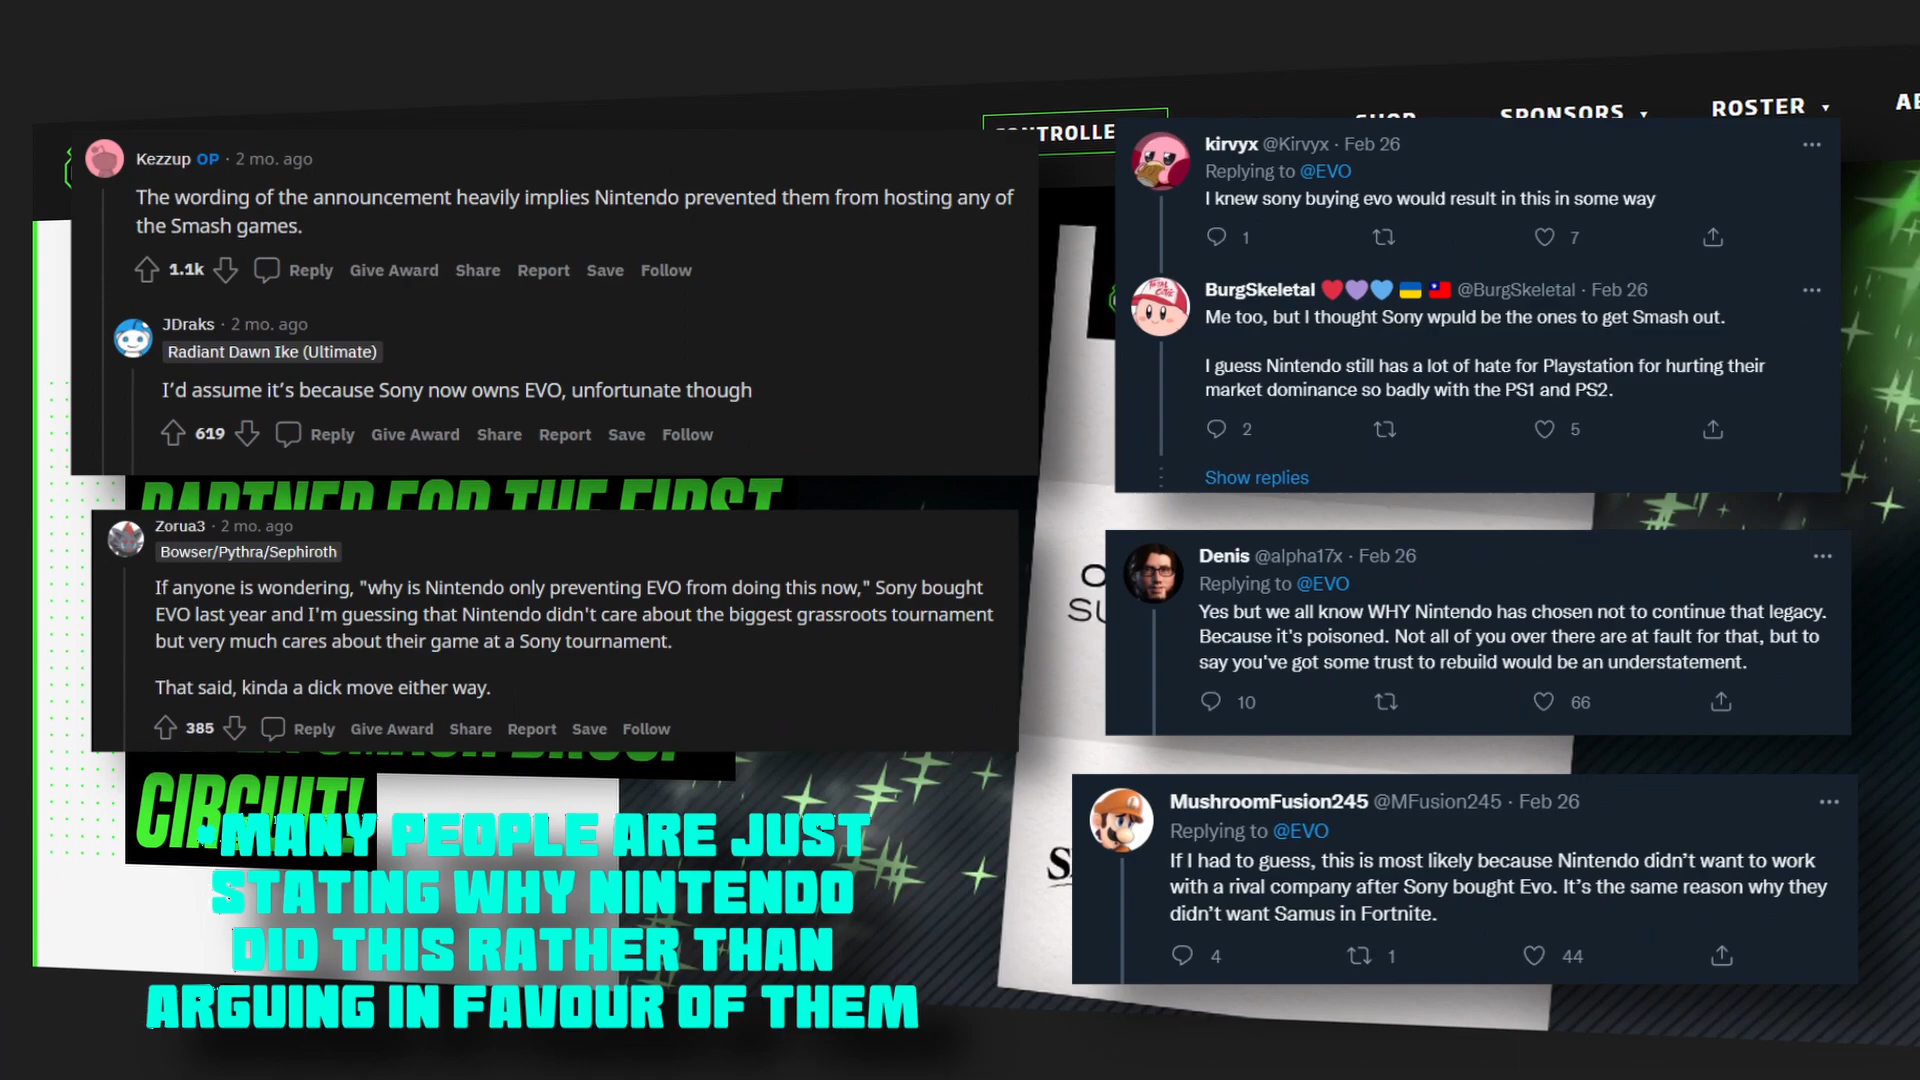 CONTROLLE
SHOP
SPONSORS
ROSTER
Kezzup OP · 2 mo. ago
The wording of the announcement heavily implies Nintendo prevented them from hosting any of
the Smash games.
1.1k Reply Give Award Share Report Save Follow
JDraks · 2 mo. ago
Radiant Dawn Ike (Ultimate)
I'd assume it's because Sony now owns EVO, unfortunate though
619 Reply Give Award Share Report Save Follow
PARTNER FOR THE FIRST
Zorua3 · 2 mo. ago
Bowser/Pythra/Sephiroth
If anyone is wondering, "why is Nintendo only preventing EVO from doing this now," Sony bought
EVO last year and I'm guessing that Nintendo didn't care about the biggest grassroots tournament
but very much cares about their game at a Sony tournament.
That said, kinda a dick move either way.
385 Reply Give Award Share Report Save Follow
CIRCUIT!
*MANY PEOPLE ARE JUST
STATING WHY NINTENDO
DID THIS RATHER THAN
ARGUING IN FAVOUR OF THEM
kirvyx @Kirvyx · Feb 26
Replying to @EVO
I knew sony buying evo would result in this in some way
1 7
BurgSkeletal ❤️💜💙 🇺🇦 🇹🇼 @BurgSkeletal · Feb 26
Me too, but I thought Sony wpuld be the ones to get Smash out.
I guess Nintendo still has a lot of hate for Playstation for hurting their
market dominance so badly with the PS1 and PS2.
2 5
Show replies
Denis @alpha17x · Feb 26
Replying to @EVO
Yes but we all know WHY Nintendo has chosen not to continue that legacy.
Because it's poisoned. Not all of you over there are at fault for that, but to
say you've got some trust to rebuild would be an understatement.
10 66
MushroomFusion245 @MFusion245 · Feb 26
Replying to @EVO
If I had to guess, this is most likely because Nintendo didn't want to work
with a rival company after Sony bought Evo. It's the same reason why they
didn't want Samus in Fortnite.
4 1 44